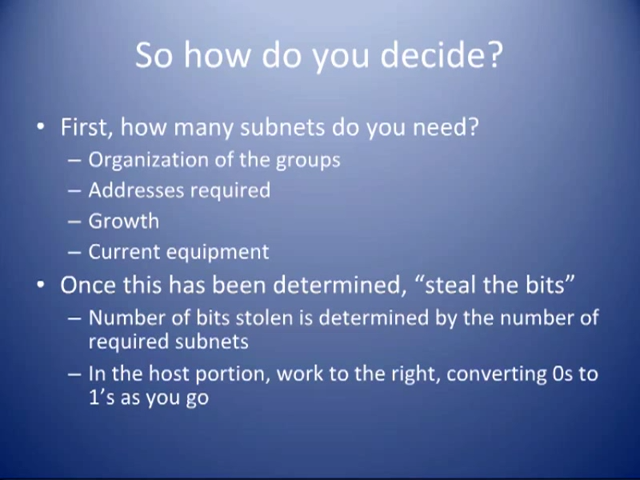 So how do you decide?
• First, how many subnets do you need?
– Organization of the groups
– Addresses required
– Growth
– Current equipment
• Once this has been determined, “steal the bits”
– Number of bits stolen is determined by the number of
required subnets
– In the host portion, work to the right, converting 0s to
1’s as you go